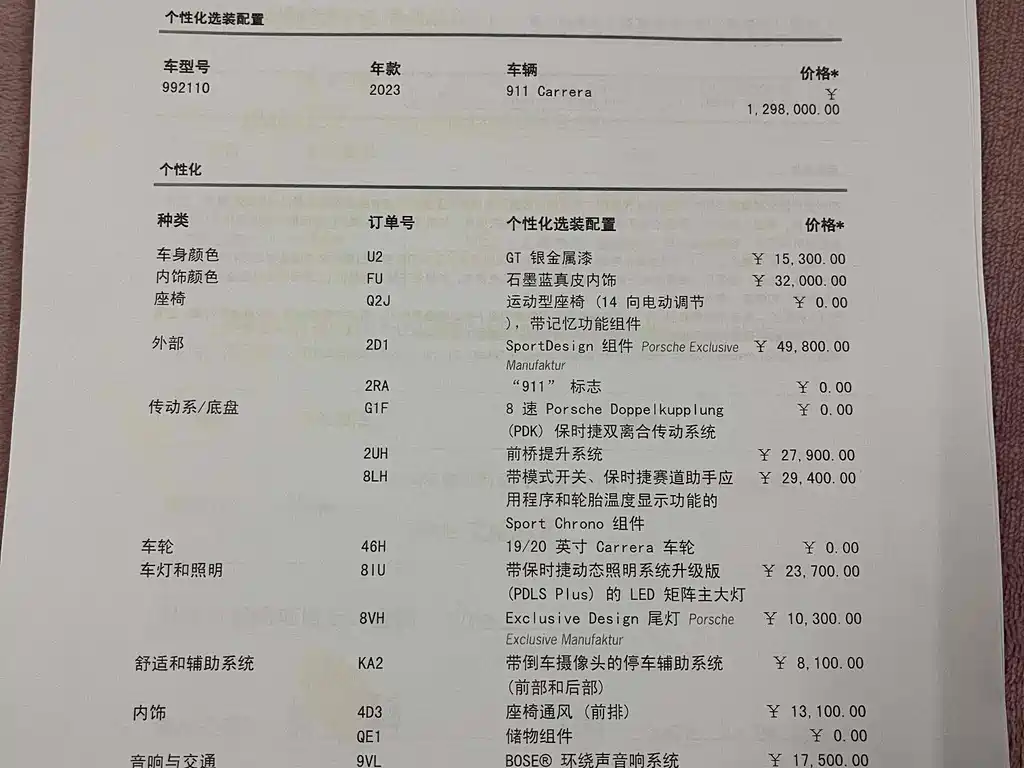 个性化选装配置
车型号 年款 车辆 价格*
992110 2023 911 Carrera ¥
1,298,000.00
个性化
种类 订单号 个性化选装配置 价格*
车身颜色 U2 GT 银金属漆 ¥ 15,300.00
内饰颜色 FU 石墨蓝真皮内饰 ¥ 32,000.00
座椅 Q2J 运动型座椅 (14 向电动调节 ¥ 0.00
), 带记忆功能组件
外部 2D1 SportDesign 组件 Porsche Exclusive ¥ 49,800.00
Manufaktur
2RA “911” 标志 ¥ 0.00
传动系/底盘 G1F 8 速 Porsche Doppelkupplung ¥ 0.00
(PDK) 保时捷双离合传动系统
2UH 前桥提升系统 ¥ 27,900.00
8LH 带模式开关、保时捷赛道助手应 ¥ 29,400.00
用程序和轮胎温度显示功能的
Sport Chrono 组件
车轮 46H 19/20 英寸 Carrera 车轮 ¥ 0.00
车灯和照明 8IU 带保时捷动态照明系统升级版 ¥ 23,700.00
(PDLS Plus) 的 LED 矩阵主大灯
8VH Exclusive Design 尾灯 Porsche ¥ 10,300.00
Exclusive Manufaktur
舒适和辅助系统 KA2 带倒车摄像头的停车辅助系统 ¥ 8,100.00
(前部和后部)
内饰 4D3 座椅通风 (前排) ¥ 13,100.00
QE1 储物组件 ¥ 0.00
音响与交通 9VL BOSE® 环绕声音响系统 ¥ 17,500.00